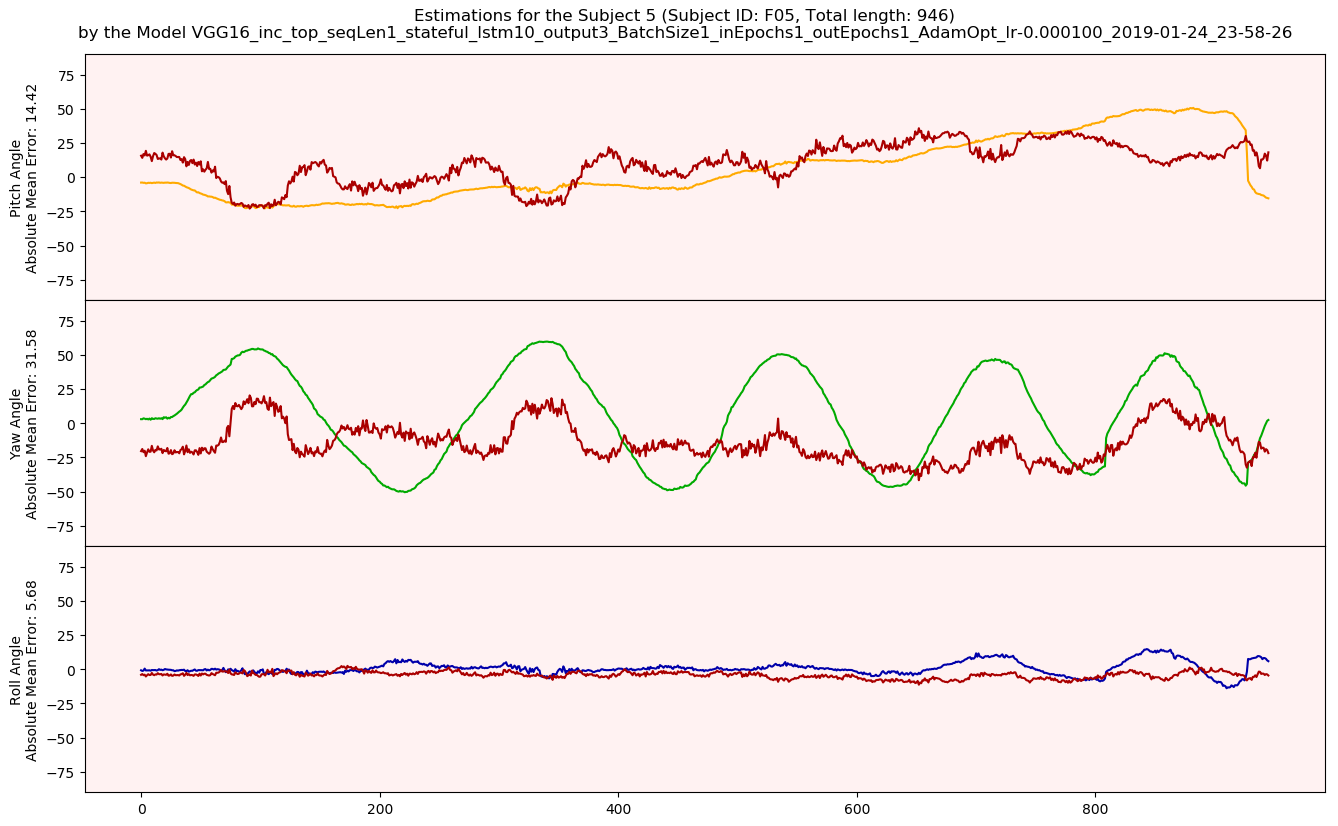 Estimations for the Subject 5 (Subject ID: F05, Total length: 946)
by the Model VGG16_inc_top_seqLen1_stateful_lstm10_output3_BatchSize1_inEpochs1_outEpochs1_AdamOpt_lr-0.000100_2019-01-24_23-58-26
Pitch Angle
Absolute Mean Error: 14.42
75
50
25
0
−25
−50
−75
Yaw Angle
Absolute Mean Error: 31.58
75
50
25
0
−25
−50
−75
Roll Angle
Absolute Mean Error: 5.68
75
50
25
0
−25
−50
−75
0 200 400 600 800